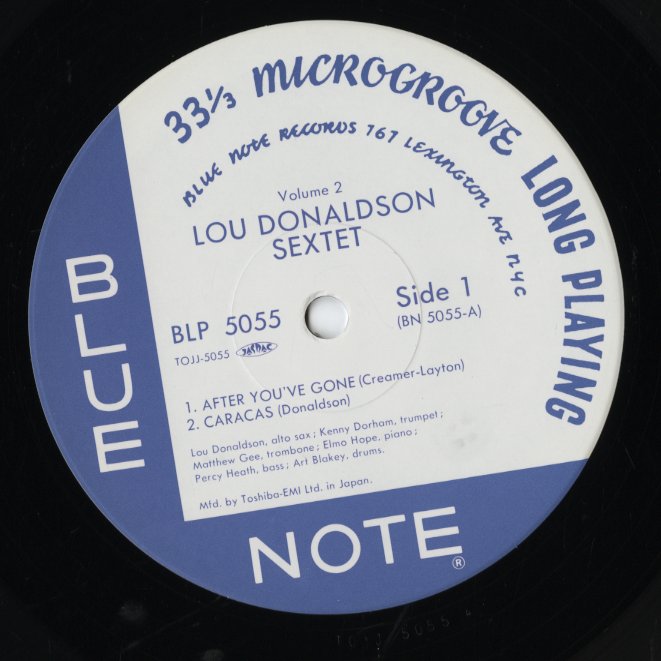 33⅓ MICROGROOVE LONG PLAYING
BLUE NOTE RECORDS 767 LEXINGTON AVE NYC
Volume 2
LOU DONALDSON
SEXTET
BLP 5055
Side 1
TOJJ-5055 JASRAC
(BN 5055-A)
1. AFTER YOU'VE GONE (Creamer-Layton)
2. CARACAS (Donaldson)
Lou Donaldson, alto sax; Kenny Dorham, trumpet;
Matthew Gee, trombone; Elmo Hope, piano;
Percy Heath, bass; Art Blakey, drums.
Mfd. by Toshiba-EMI Ltd. in Japan.
BLUE
NOTE®
TOJJ 5055